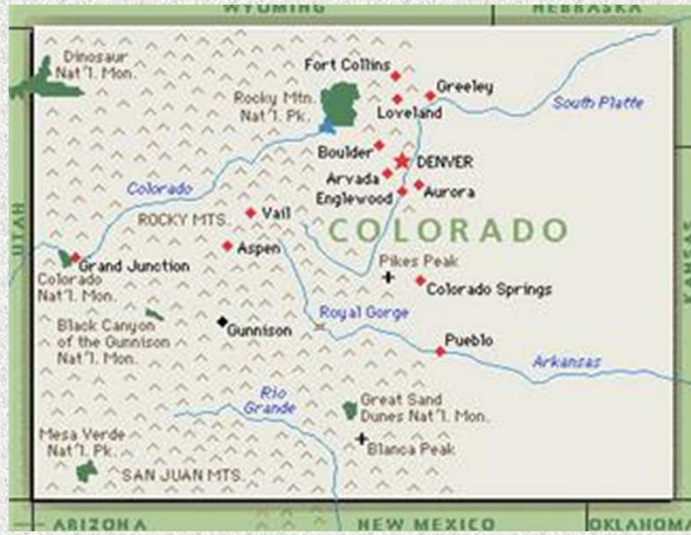 WYOMING
NEBRASKA
Dinosaur
Nat'l. Mon.
Fort Collins
Greeley
Rocky Mtn.
Nat'l. Pk.
Loveland
South Platte
Boulder
DENVER
Arvada
Aurora
Englewood
Colorado
ROCKY MTS.
Vail
COLORADO
UTAH
KANSAS
Aspen
Grand Junction
Pikes Peak
Colorado
Nat'l. Mon.
Colorado Springs
Black Canyon
of the Gunnison
Nat'l. Mon.
Gunnison
Royal Gorge
Pueblo
Arkansas
Rio
Grande
Great Sand
Dunes Nat'l. Mon.
Mesa Verde
Nat'l. Pk.
Blanca Peak
SAN JUAN MTS.
ARIZONA
NEW MEXICO
OKLAHOMA